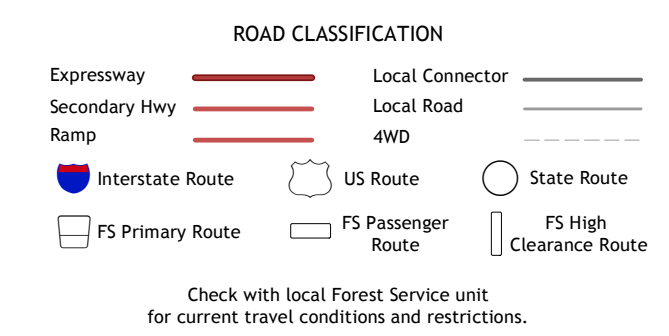 ROAD CLASSIFICATION
Expressway
Local Connector
Secondary Hwy
Local Road
Ramp
4WD
Interstate Route
US Route
State Route
FS Primary Route
FS Passenger
Route
FS High
Clearance Route
Check with local Forest Service unit
for current travel conditions and restrictions.